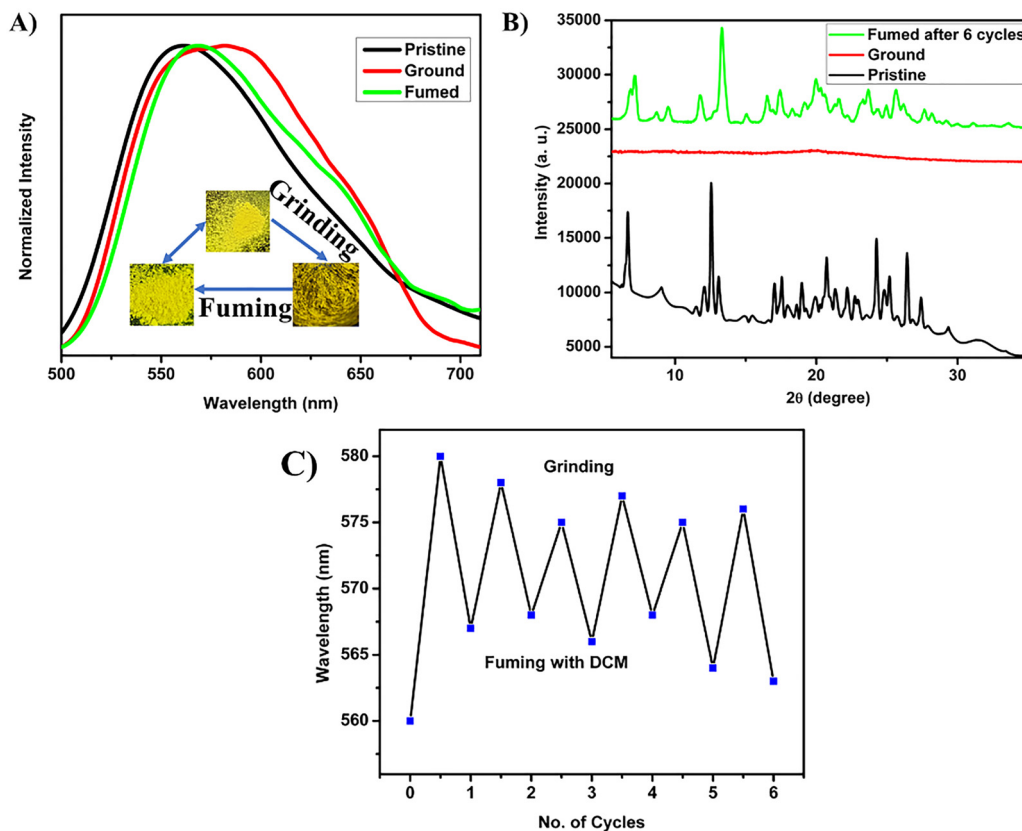 A)
Pristine
Ground
Fumed
Normalized Intensity
Grinding
Fuming
500 550 600 650 700
Wavelength (nm)
B)
Fumed after 6 cycles
Ground
Pristine
Intensity (a. u.)
35000
30000
25000
20000
15000
10000
5000
10 20 30
2θ (degree)
C)
Grinding
Fuming with DCM
Wavelength (nm)
580
575
570
565
560
0 1 2 3 4 5 6
No. of Cycles